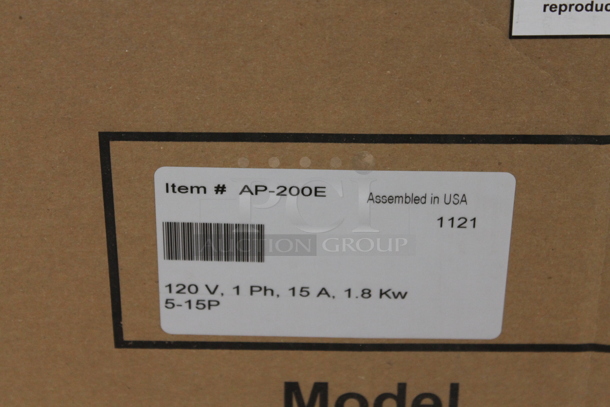 reproduc
Item # AP-200E
Assembled in USA
1121
PCI
AUCTION GROUP
120 V, 1 Ph, 15 A, 1.8 Kw
5-15P
Model